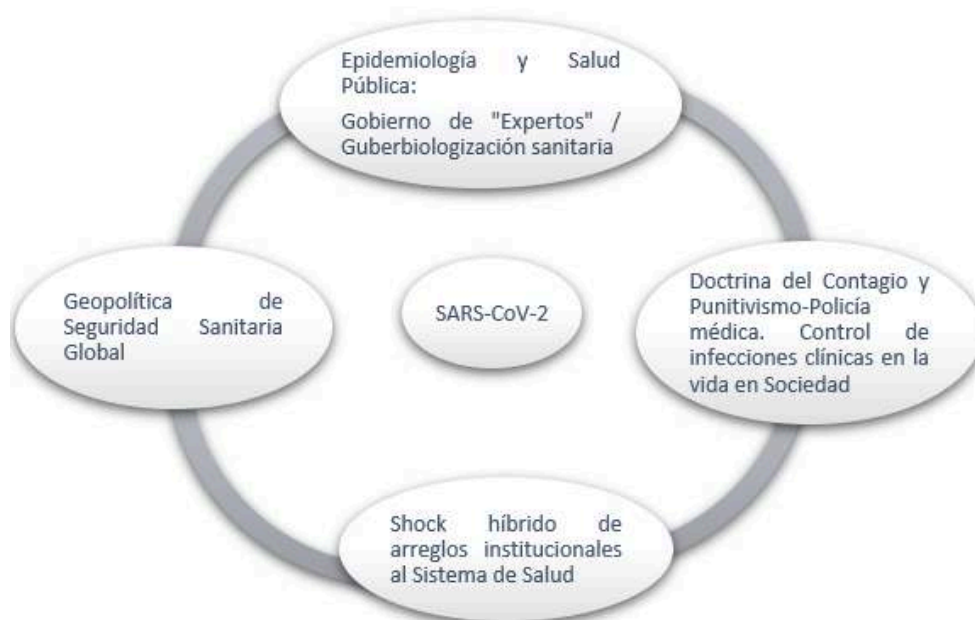 Epidemiología y Salud
Pública:
Gobierno de "Expertos" /
Guberbiologización sanitaria
Geopolítica de
Seguridad Sanitaria
Global
SARS-CoV-2
Doctrina del Contagio y
Punitivismo-Policía
médica. Control de
infecciones clínicas en la
vida en Sociedad
Shock híbrido de
arreglos institucionales
al Sistema de Salud